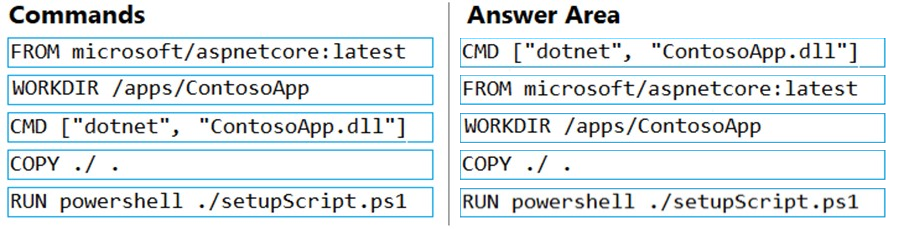 Commands
FROM microsoft/aspnetcore:latest
WORKDIR /apps/ContosoApp
CMD ["dotnet", "ContosoApp.dll"]
COPY ./ .
RUN powershell ./setupScript.ps1
Answer Area
CMD ["dotnet", "ContosoApp.dll"]
FROM microsoft/aspnetcore:latest
WORKDIR /apps/ContosoApp
COPY ./ .
RUN powershell ./setupScript.ps1